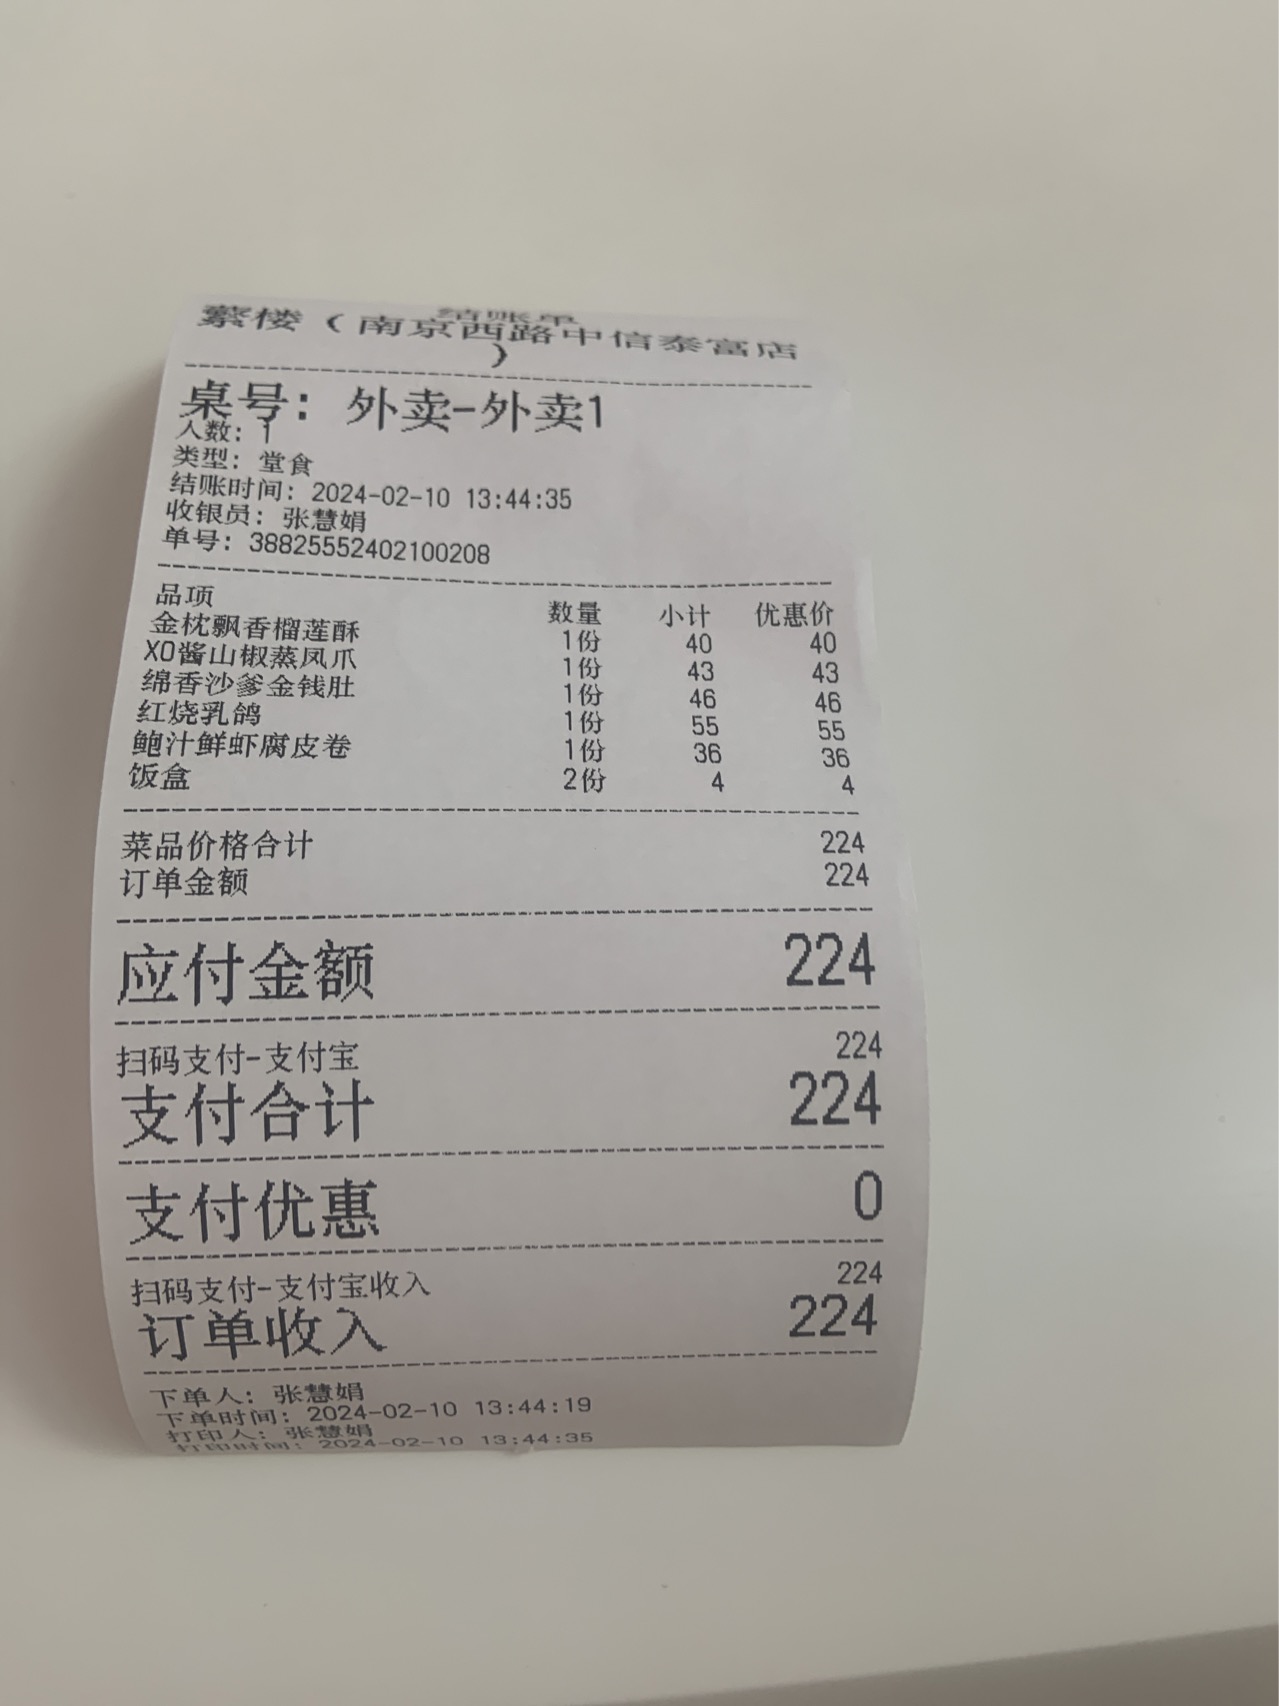 结账单
蔡楼（南京西路中信泰富店
）
桌号：外卖-外卖1
人数：1
类型：堂食
结账时间：2024-02-10 13:44:35
收银员：张慧娟
单号：38825552402100208
品项 数量 小计 优惠价
金枕飘香榴莲酥 1份 40 40
XO酱山椒蒸凤爪 1份 43 43
绵香沙爹金钱肚 1份 46 46
红烧乳鸽 1份 55 55
鲍汁鲜虾腐皮卷 1份 36 36
饭盒 2份 4 4
菜品价格合计 224
订单金额 224
应付金额 224
扫码支付-支付宝 224
支付合计 224
支付优惠 0
扫码支付-支付宝收入 224
订单收入 224
下单人：张慧娟
下单时间：2024-02-10 13:44:19
打印人：张慧娟
打印时间：2024-02-10 13:44:35